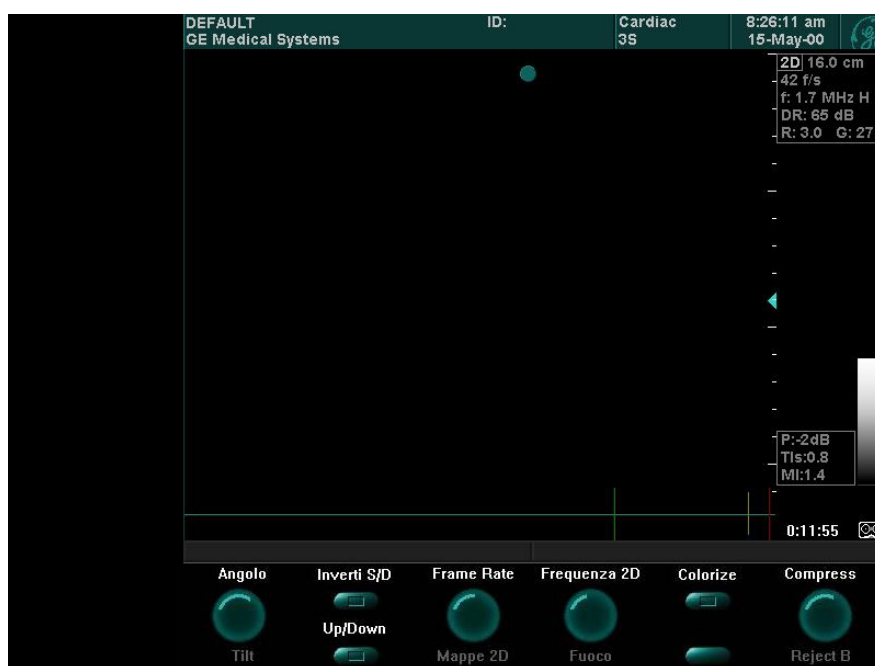 DEFAULT ID: Cardiac 8:26:11 am
GE Medical Systems 3S 15-May-00
2D 16.0 cm
42 f/s
f: 1.7 MHz H
DR: 65 dB
R: 3.0 G: 27
P:-2dB
TIs:0.8
MI:1.4
0:11:55
Angolo Inverti S/D Frame Rate Frequenza 2D Colorize Compress
Up/Down
Tilt Mappe 2D Fuoco Reject B